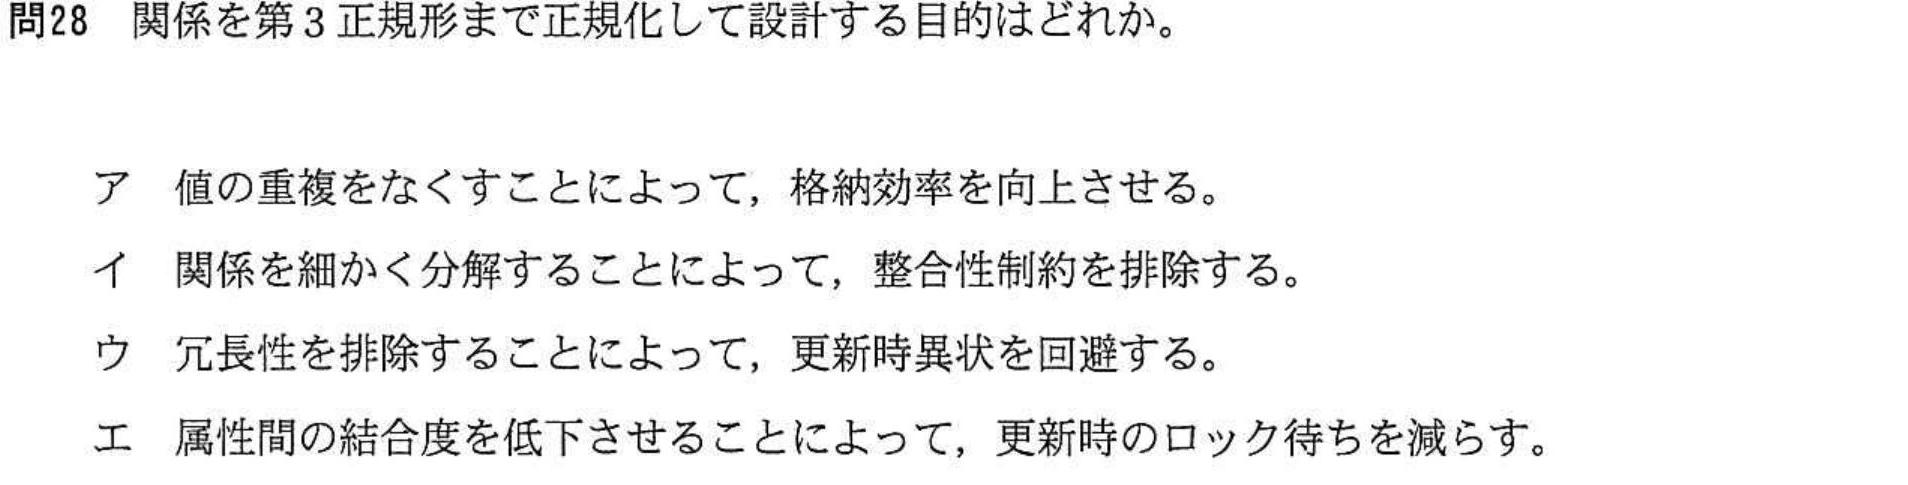 問28　関係を第3正規形まで正規化して設計する目的はどれか。
ア　値の重複をなくすことによって，格納効率を向上させる。
イ　関係を細かく分解することによって，整合性制約を排除する。
ウ　冗長性を排除することによって，更新時異状を回避する。
エ　属性間の結合度を低下させることによって，更新時のロック待ちを減らす。